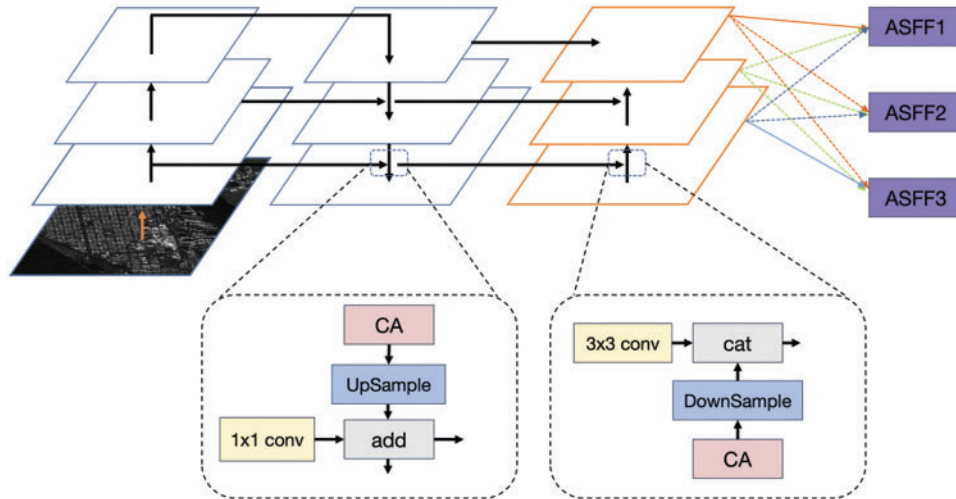 ASFF1
ASFF2
ASFF3
CA
UpSample
1x1 conv
add
3x3 conv
cat
DownSample
CA